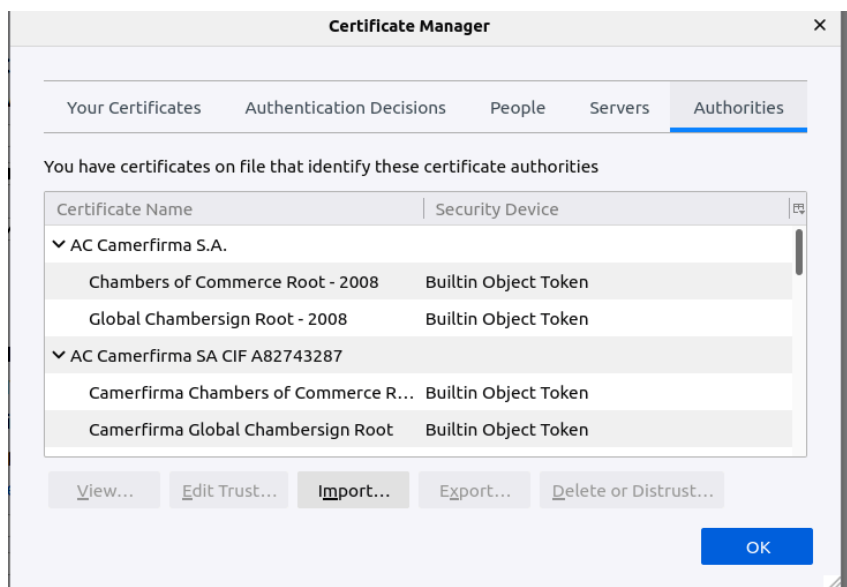 Certificate Manager
Your Certificates Authentication Decisions People Servers Authorities
You have certificates on file that identify these certificate authorities
Certificate Name Security Device
AC Camerfirma S.A.
Chambers of Commerce Root - 2008 Builtin Object Token
Global Chambersign Root - 2008 Builtin Object Token
AC Camerfirma SA CIF A82743287
Camerfirma Chambers of Commerce R... Builtin Object Token
Camerfirma Global Chambersign Root Builtin Object Token
View... Edit Trust... Import... Export... Delete or Distrust...
OK